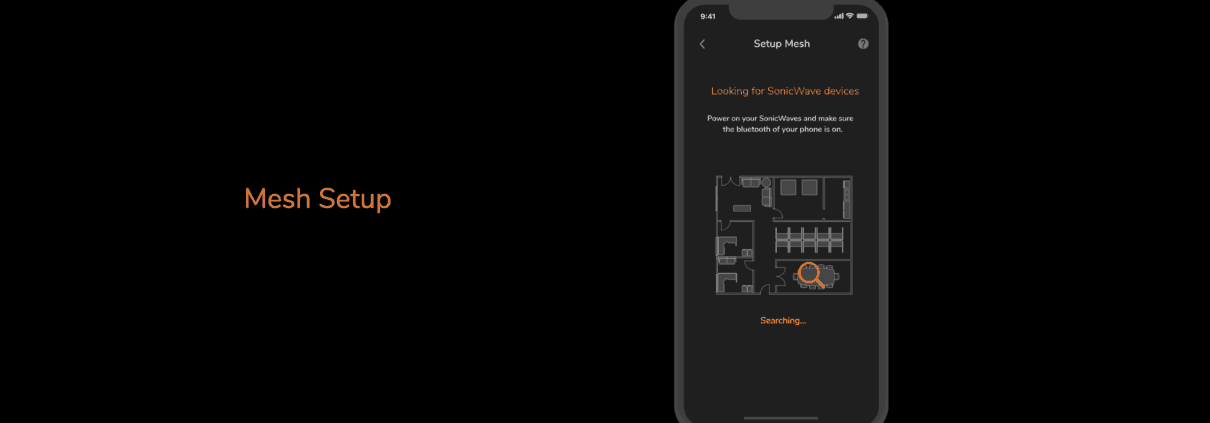 Mesh Setup
9:41
Setup Mesh
?
Looking for SonicWave devices
Power on your SonicWaves and make sure
the bluetooth of your phone is on.
Searching...